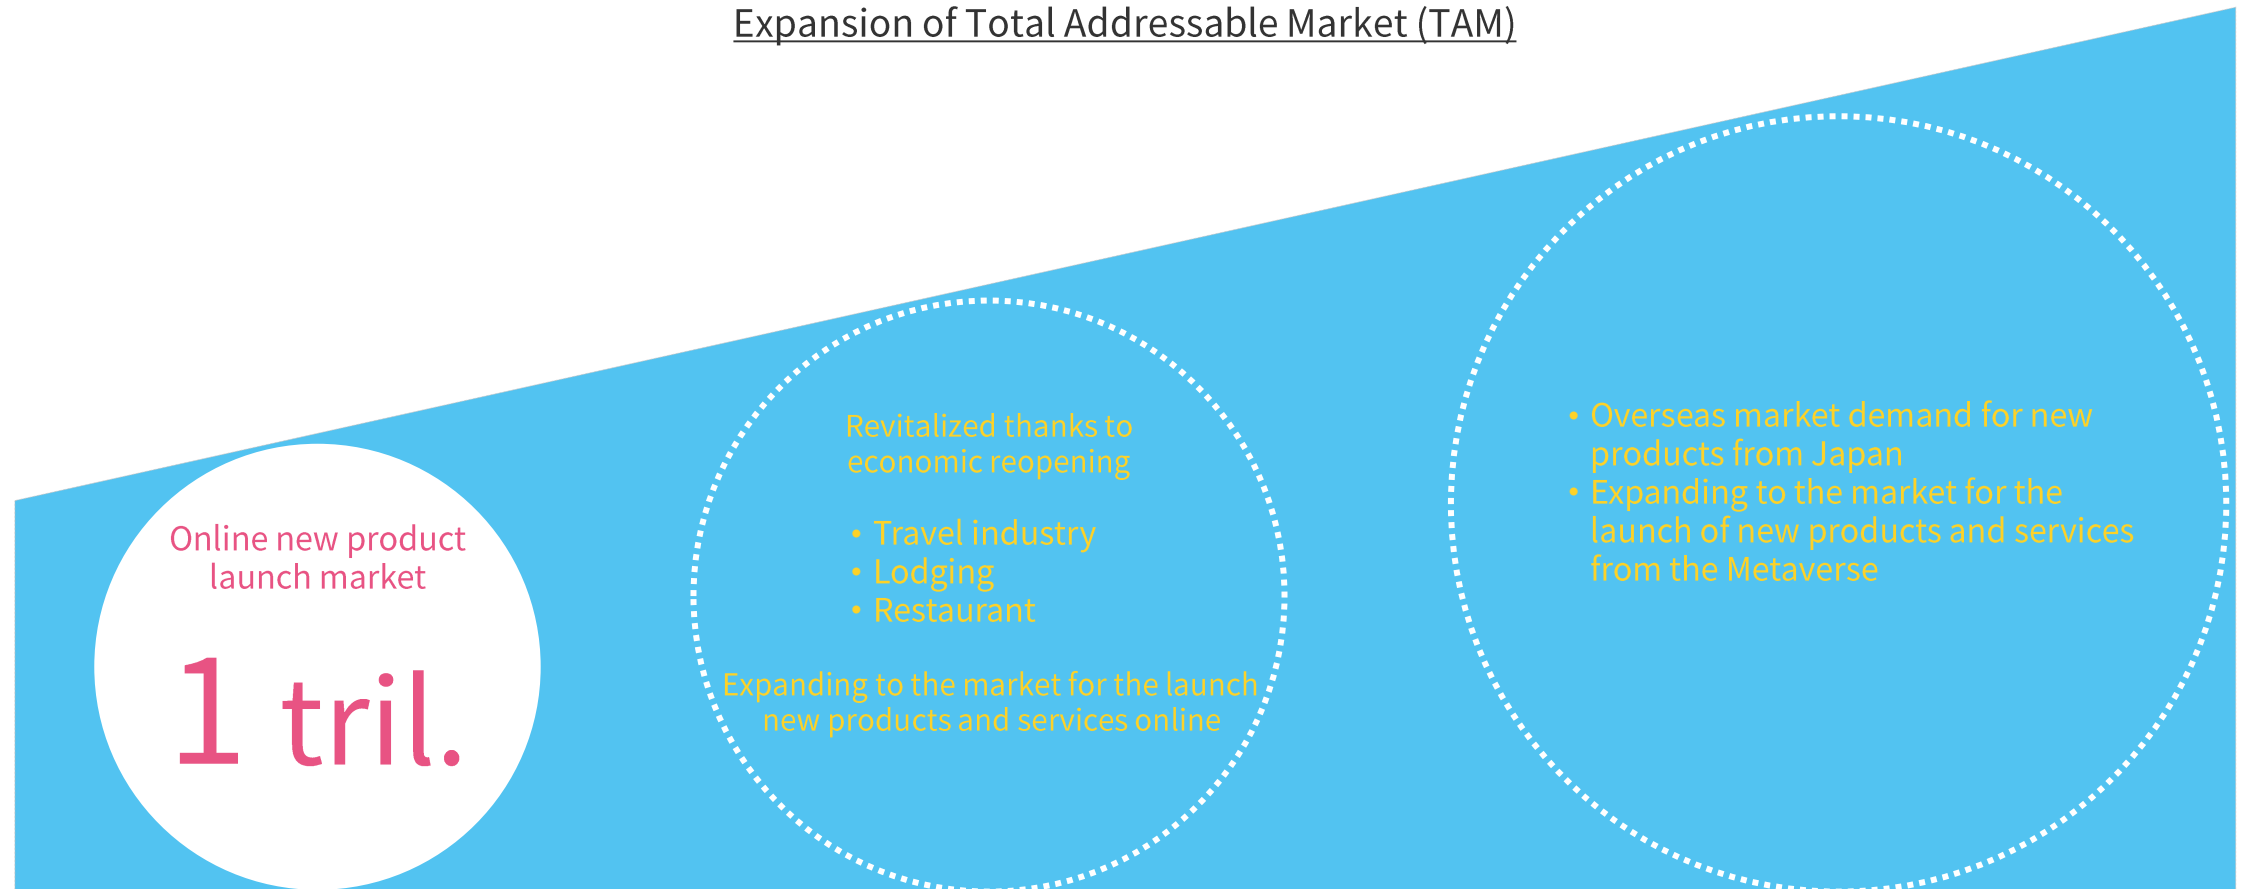 Expansion of Total Addressable Market (TAM)
Online new product
launch market
1 tril.
Revitalized thanks to
economic reopening
• Travel industry
• Lodging
• Restaurant
Expanding to the market for the launch
new products and services online
• Overseas market demand for new
products from Japan
• Expanding to the market for the
launch of new products and services
from the Metaverse